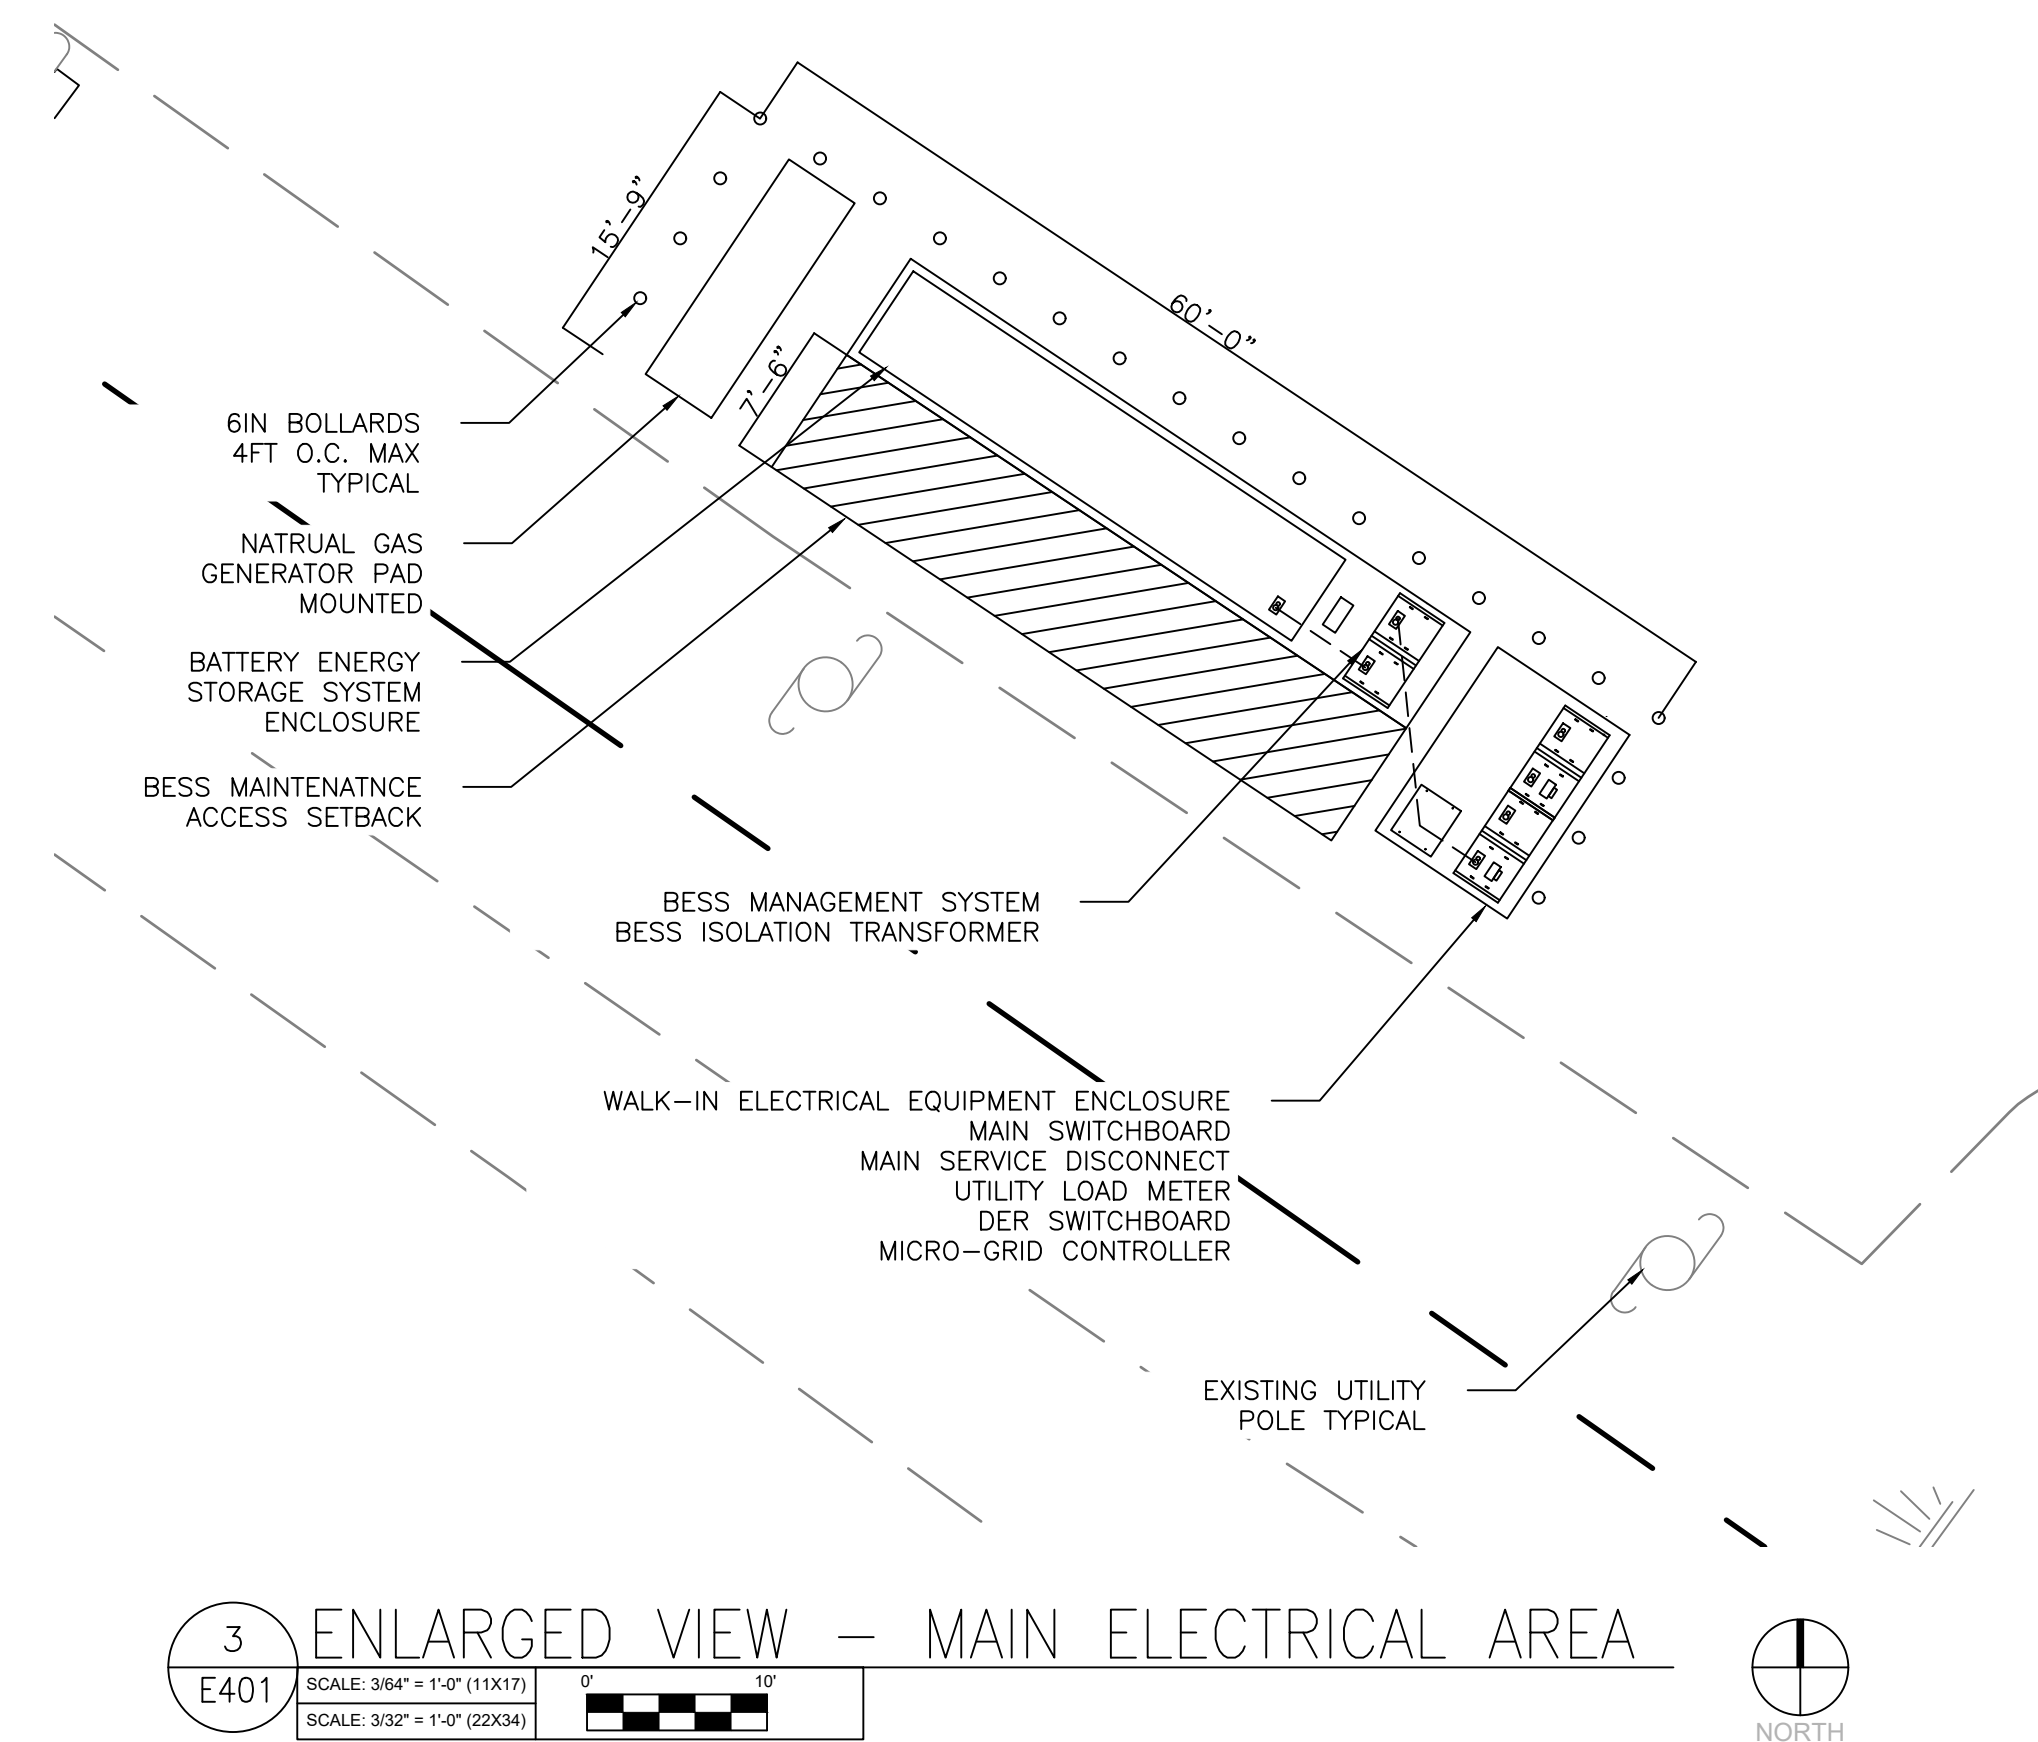 15'-9"
60'-0"
7'-6"
6IN BOLLARDS
4FT O.C. MAX
TYPICAL
NATRUAL GAS
GENERATOR PAD
MOUNTED
BATTERY ENERGY
STORAGE SYSTEM
ENCLOSURE
BESS MAINTENATNCE
ACCESS SETBACK
BESS MANAGEMENT SYSTEM
BESS ISOLATION TRANSFORMER
WALK-IN ELECTRICAL EQUIPMENT ENCLOSURE
MAIN SWITCHBOARD
MAIN SERVICE DISCONNECT
UTILITY LOAD METER
DER SWITCHBOARD
MICRO-GRID CONTROLLER
EXISTING UTILITY
POLE TYPICAL
3
E401
ENLARGED VIEW - MAIN ELECTRICAL AREA
SCALE: 3/64" = 1'-0" (11X17)
SCALE: 3/32" = 1'-0" (22X34)
0' 10'
NORTH